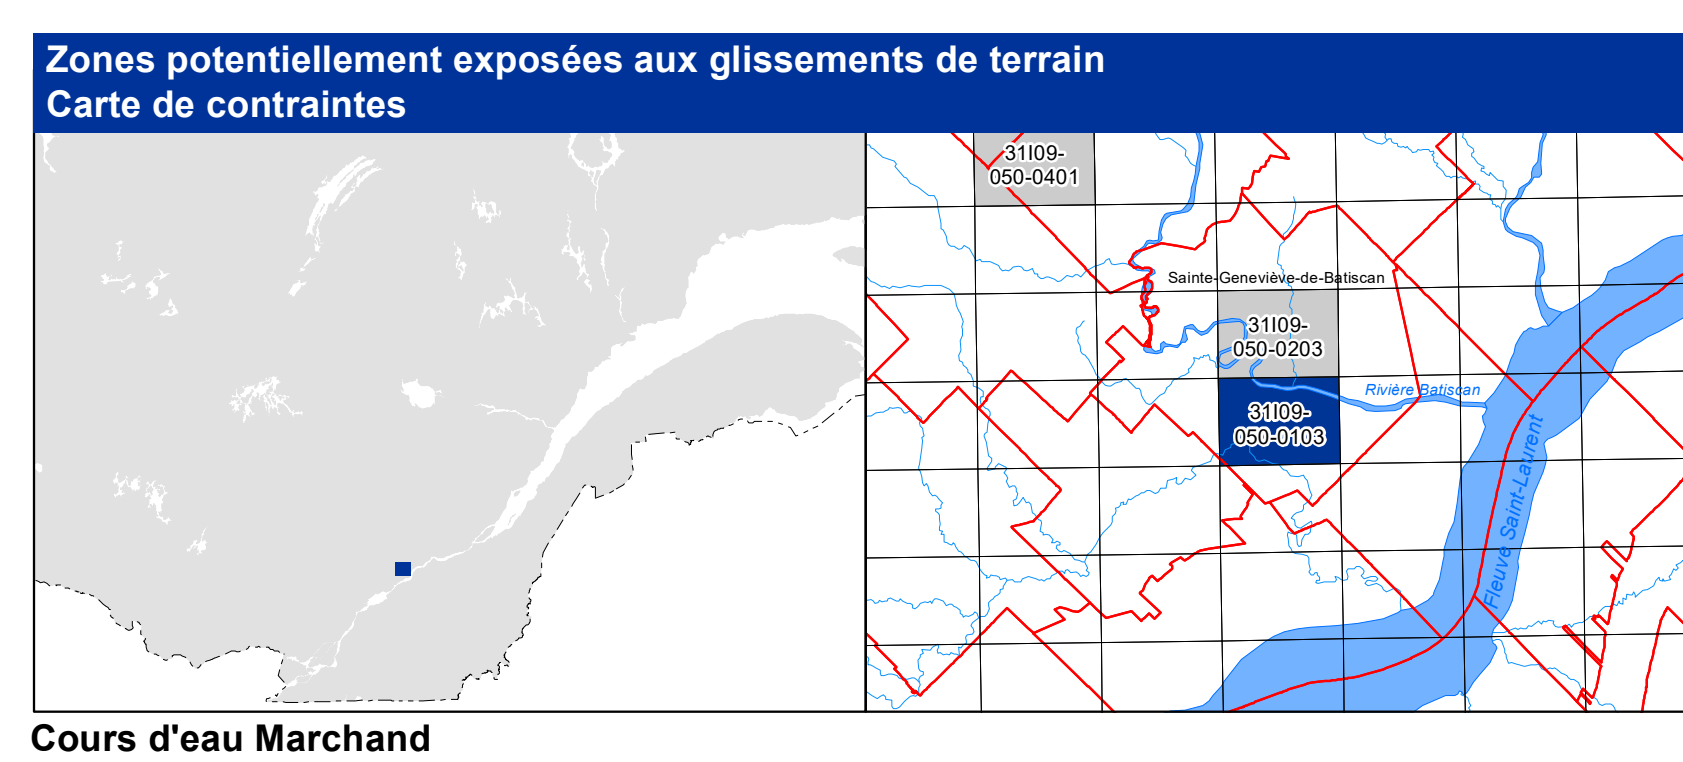 Zones potentiellement exposées aux glissements de terrain
Carte de contraintes
31I09-
050-0401
Sainte-Geneviève-de-Batiscan
31I09-
050-0203
Rivière Batiscan
31I09-
050-0103
Fleuve Saint-Laurent
Cours d'eau Marchand